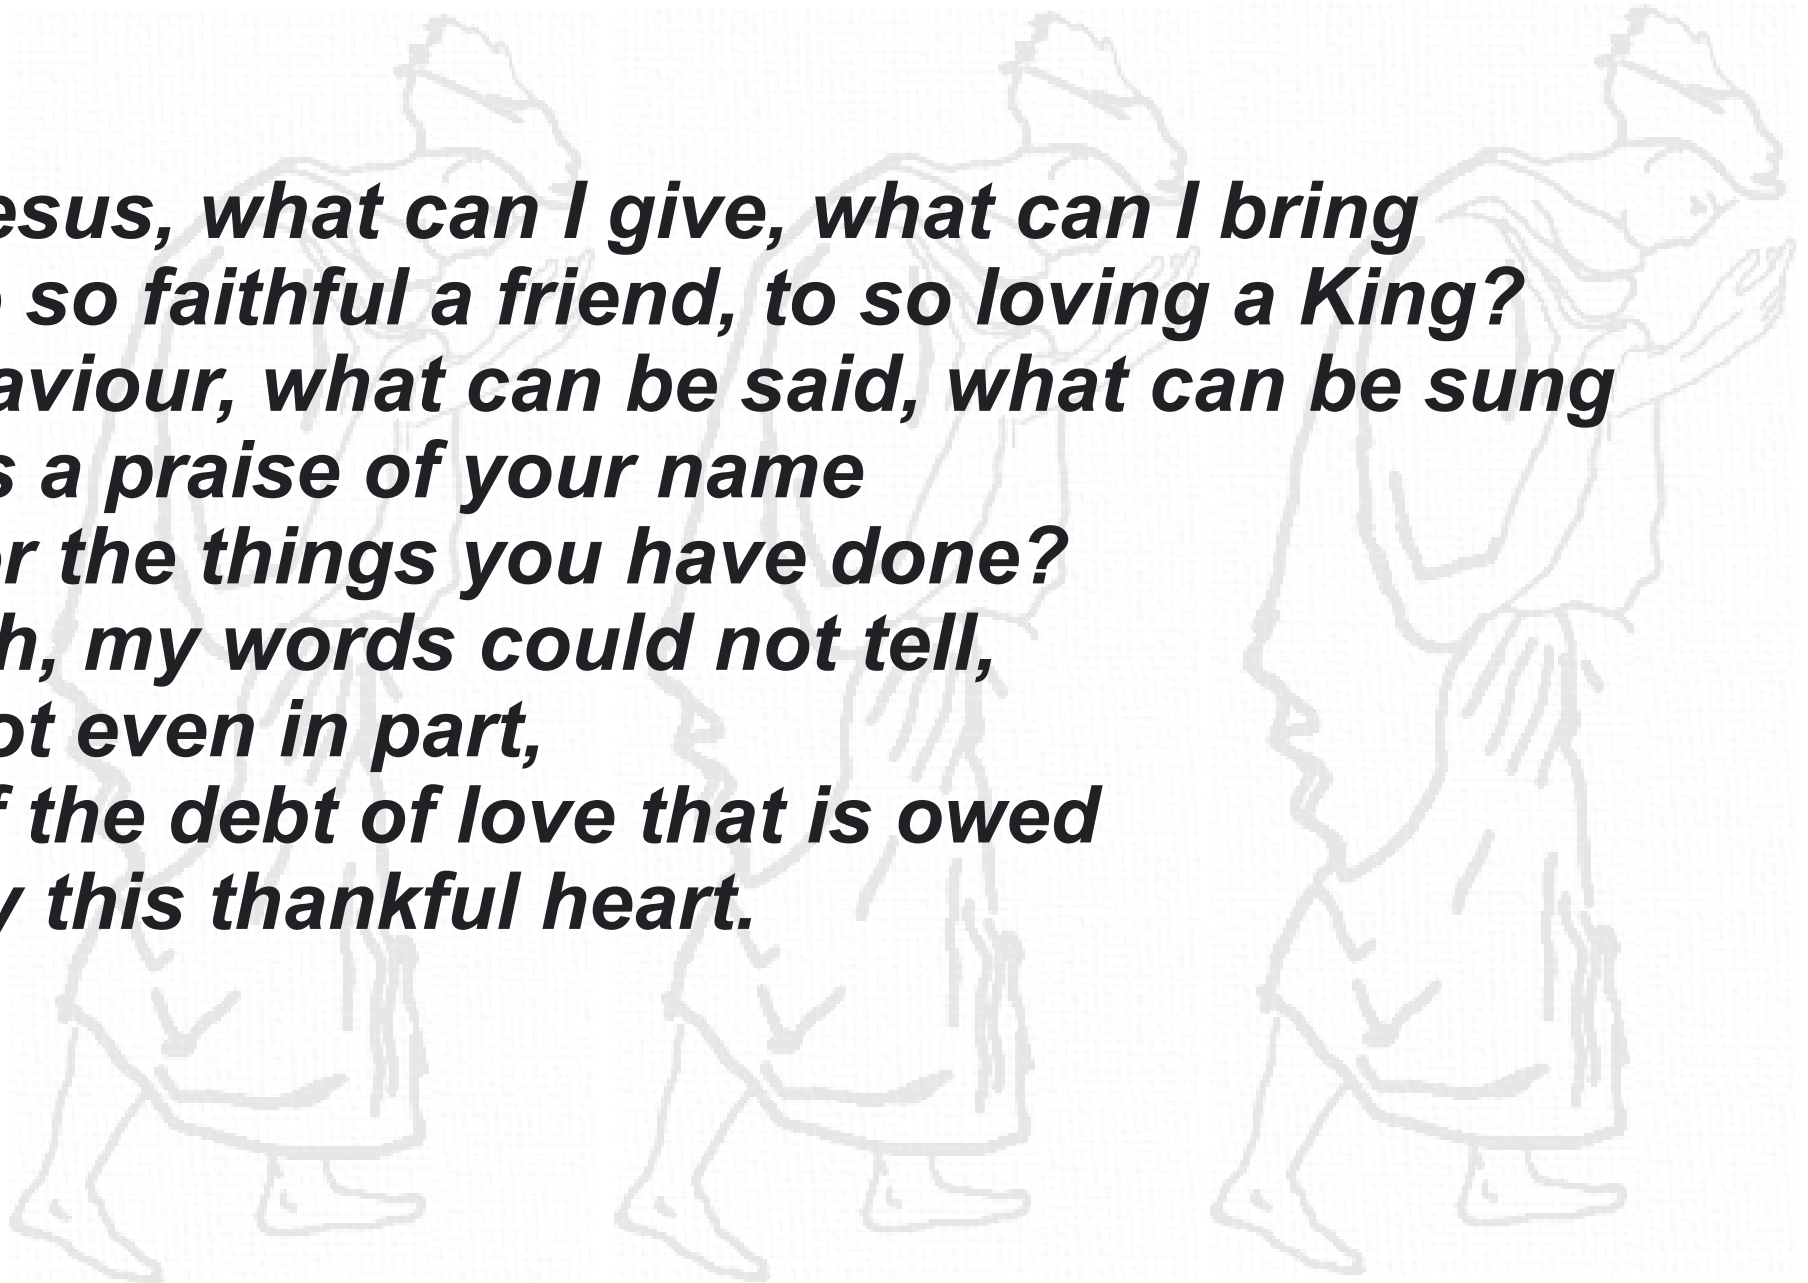 esus, what can I give, what can I bring
so faithful a friend, to so loving a King?
aviour, what can be said, what can be sung
s a praise of your name
r the things you have done?
h, my words could not tell,
ot even in part,
f the debt of love that is owed
y this thankful heart.